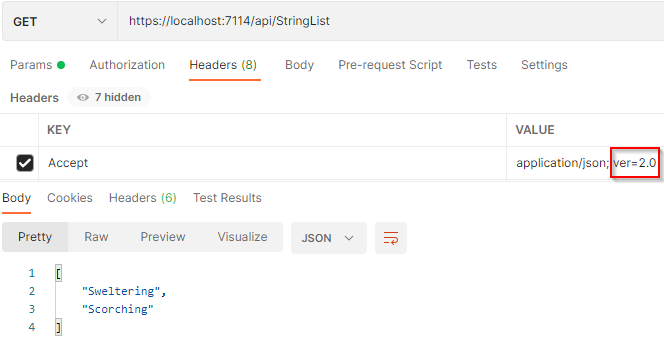 GET https://localhost:7114/api/StringList
Params Authorization Headers (8) Body Pre-request Script Tests Settings
Headers 7 hidden
KEY VALUE
Accept application/json; ver=2.0
Body Cookies Headers (6) Test Results
Pretty Raw Preview Visualize JSON
1 [
2 "Sweltering",
3 "Scorching"
4 ]